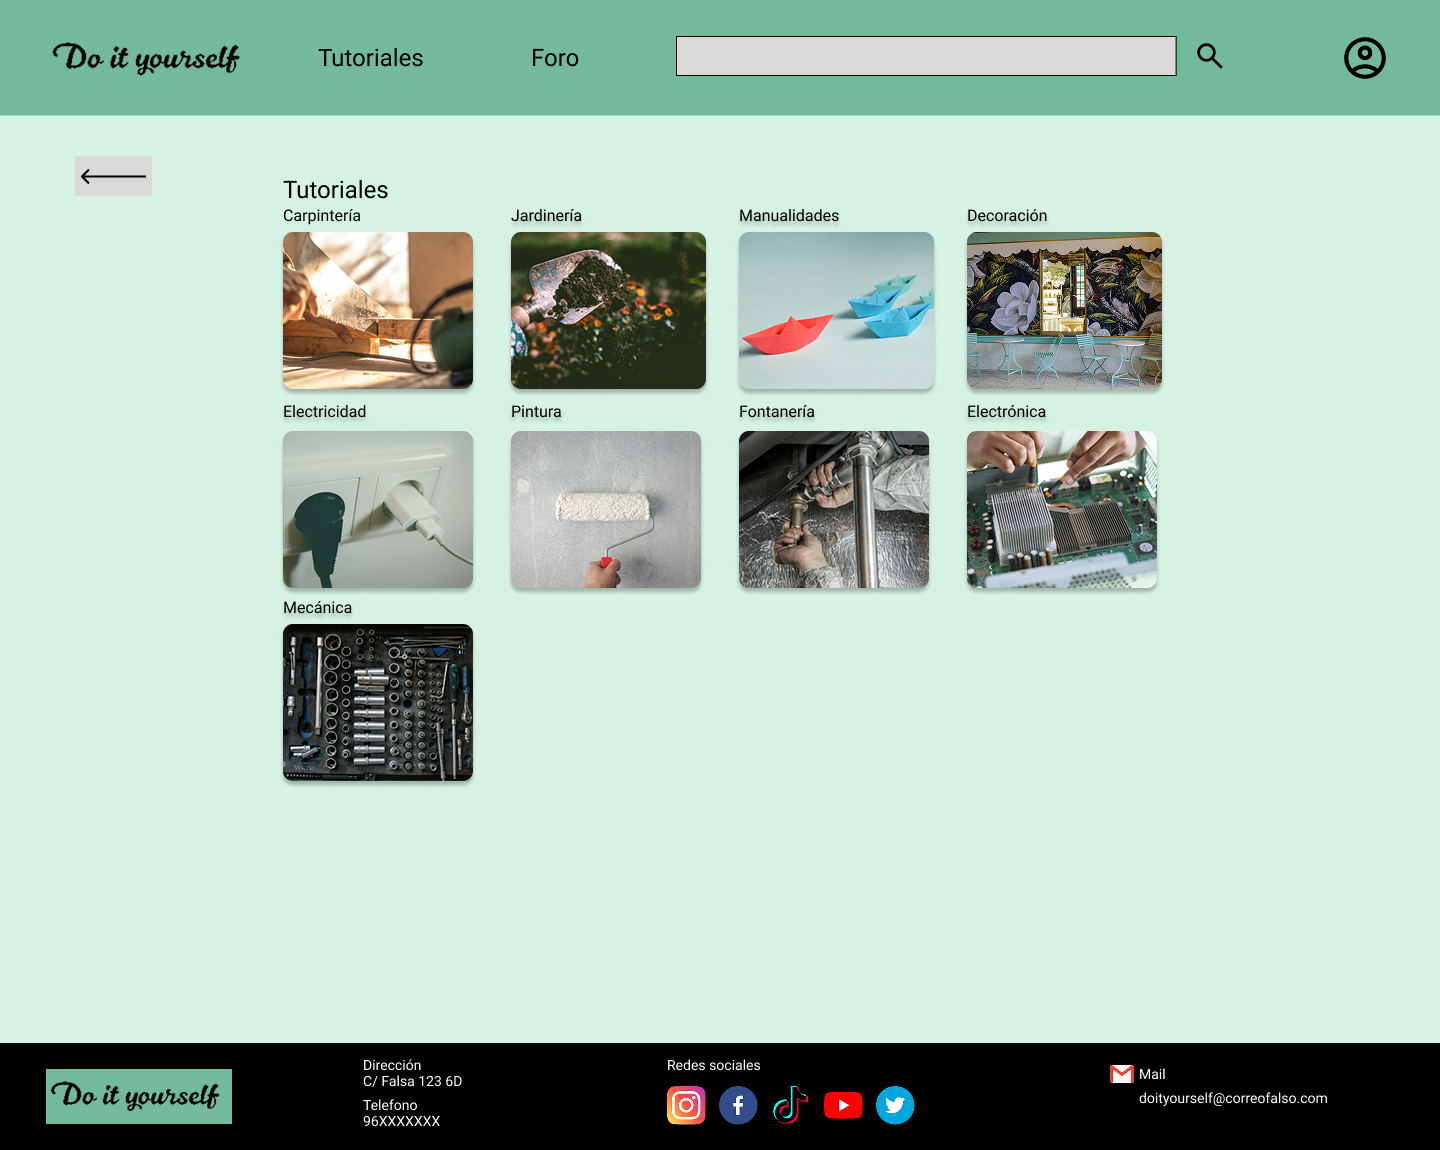 Do it yourself
Tutoriales
Foro
Tutoriales
Carpintería
Jardinería
Manualidades
Decoración
Electricidad
Pintura
Fontanería
Electrónica
Mecánica
Do it yourself
Dirección
C/ Falsa 123 6D
Telefono
96XXXXXXX
Redes sociales
Mail
doityourself@correofalso.com